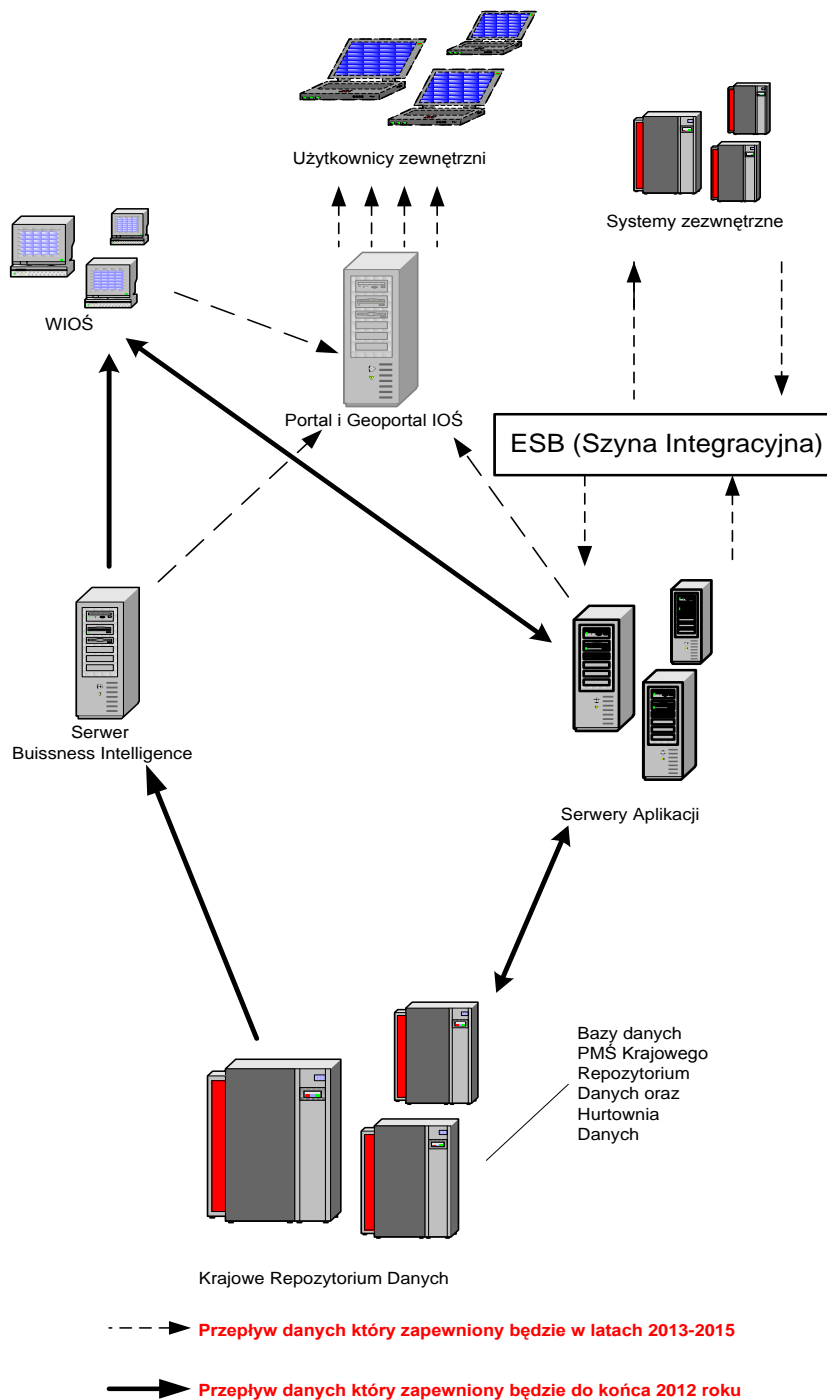 Użytkownicy zewnętrzni
Systemy zezwnętrzne
WIOŚ
Portal i Geoportal IOŚ
ESB (Szyna Integracyjna)
Serwer
Buissness Intelligence
Serwery Aplikacji
Bazy danych
PMŚ Krajowego
Repozytorium
Danych oraz
Hurtownia
Danych
Krajowe Repozytorium Danych
Przepływ danych który zapewniony będzie w latach 2013-2015
Przepływ danych który zapewniony będzie do końca 2012 roku